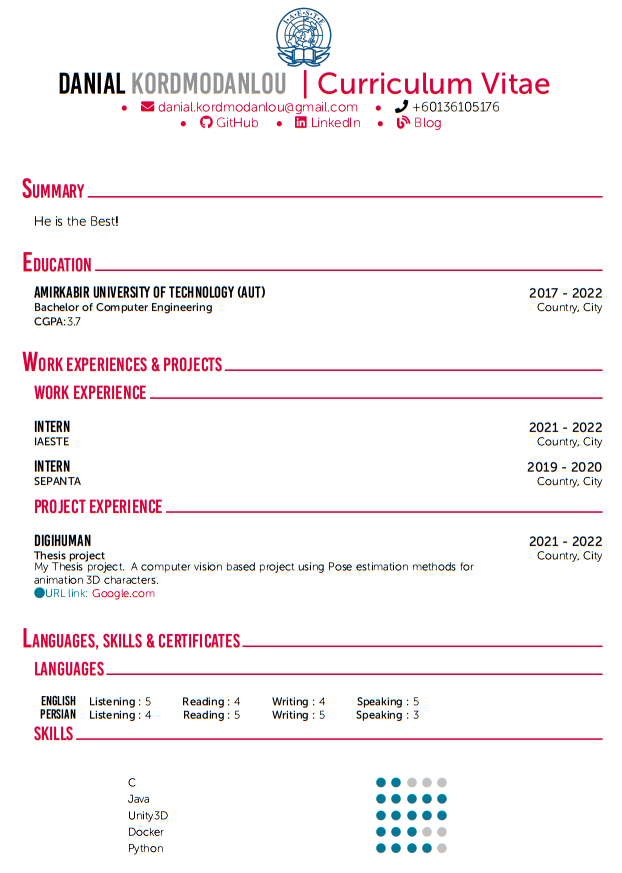 IAESTE
DANIAL KORDMODANLOU | Curriculum Vitae
• danial.kordmodanlou@gmail.com • +60136105176
• GitHub • LinkedIn • Blog
SUMMARY
He is the Best!
EDUCATION
AMIRKABIR UNIVERSITY OF TECHNOLOGY (AUT) 2017 - 2022
Bachelor of Computer Engineering Country, City
CGPA:3.7
WORK EXPERIENCES & PROJECTS
WORK EXPERIENCE
INTERN 2021 - 2022
IAESTE Country, City
INTERN 2019 - 2020
SEPANTA Country, City
PROJECT EXPERIENCE
DIGIHUMAN 2021 - 2022
Thesis project Country, City
My Thesis project. A computer vision based project using Pose estimation methods for
animation 3D characters.
URL link: Google.com
LANGUAGES, SKILLS & CERTIFICATES
LANGUAGES
ENGLISH Listening : 5 Reading : 4 Writing : 4 Speaking : 5
PERSIAN Listening : 4 Reading : 5 Writing : 5 Speaking : 3
SKILLS
C
Java
Unity3D
Docker
Python